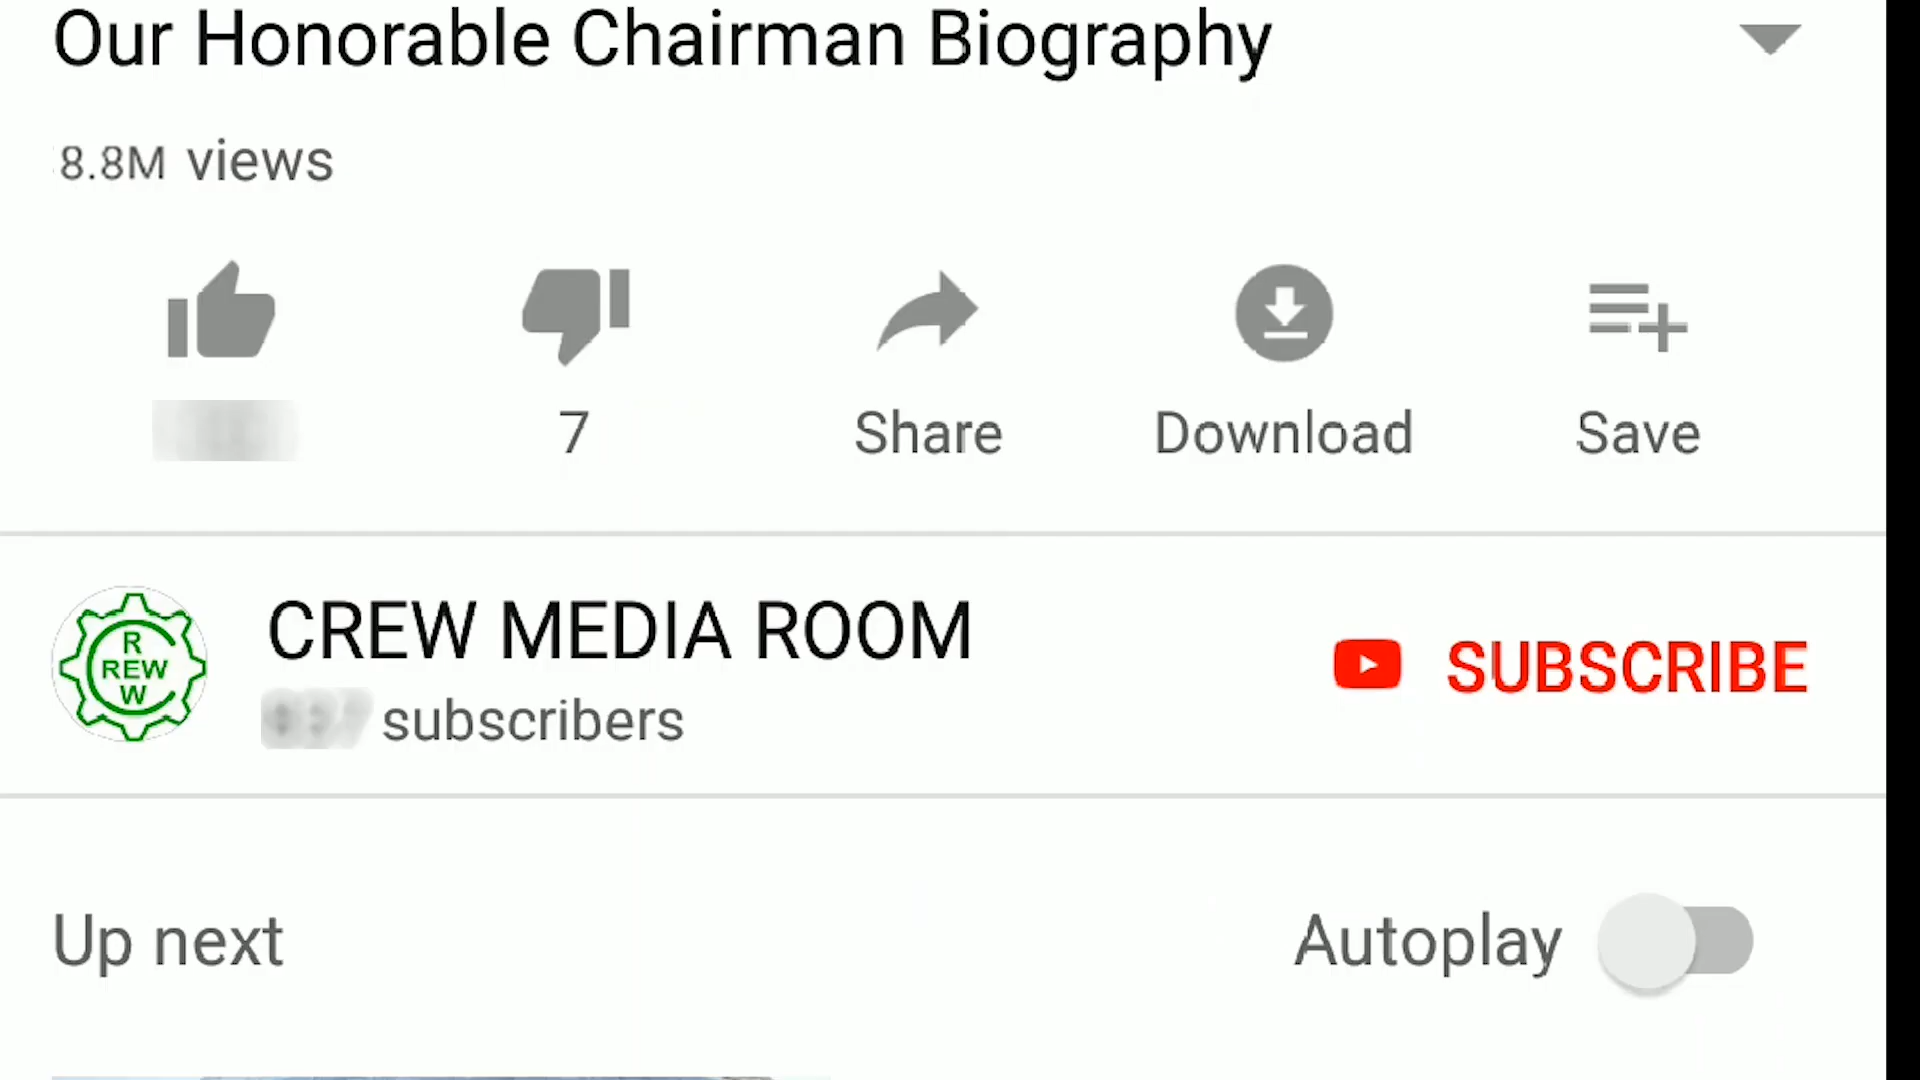 Our Honorable Chairman Biography
8.8M views
7 Share Download Save
R
REW
W
CREW MEDIA ROOM
subscribers
SUBSCRIBE
Up next Autoplay